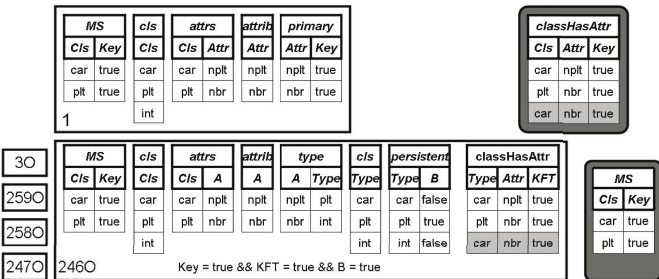 MS cls attrs attrib primary
Cls Key Cls Cls Attr Attr Attr Key
car true car car nplt nplt nplt true
plt true plt plt nbr nbr nbr true
int
1
classHasAttr
Cls Attr Key
car nplt true
plt nbr true
car nbr true
30
2590
2580
2470
MS cls attrs attrib type cls persistent classHasAttr
Cls Key Cls Cls A A A Type Type Type B Type Attr KFT
car true car car nplt nplt nplt plt car car false car nplt true
plt true plt plt nbr nbr nbr int plt plt true plt nbr true
int int int false car nbr true
2460 Key = true && KFT = true && B = true
MS
Cls Key
car true
plt true